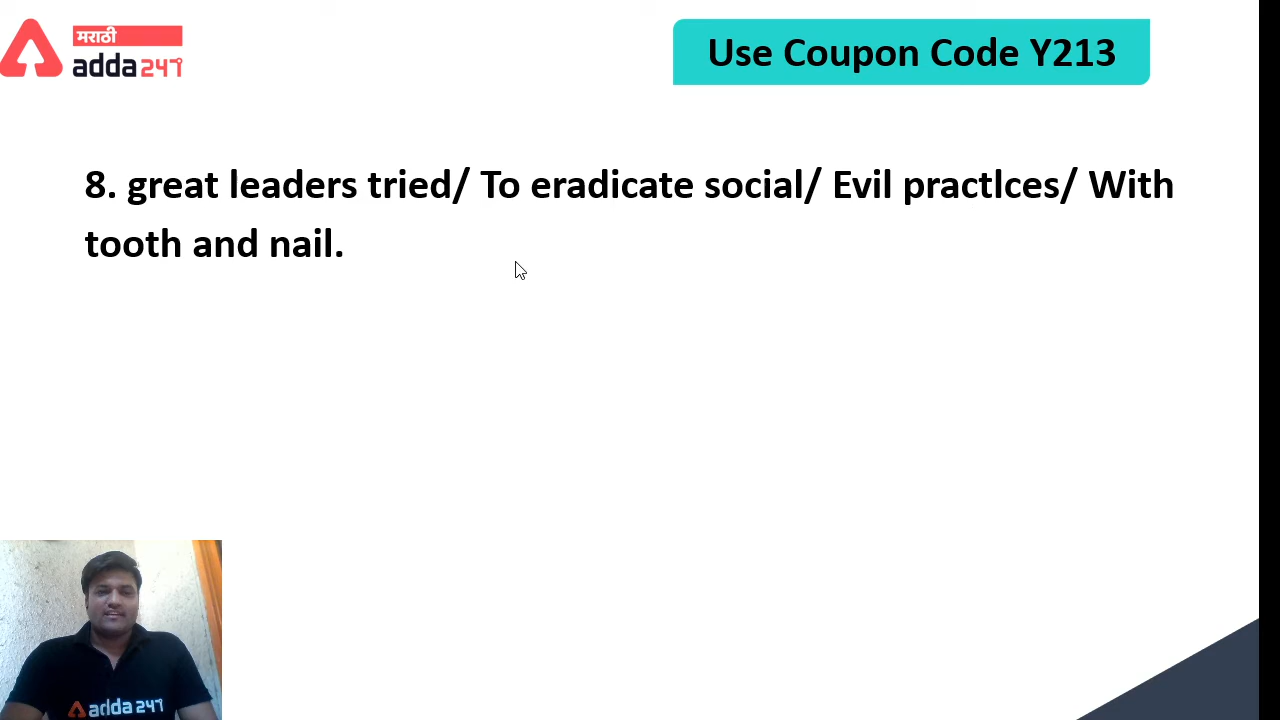 मराठी
adda247
Use Coupon Code Y213
8. great leaders tried/ To eradicate social/ Evil practlces/ With
tooth and nail.
adda247